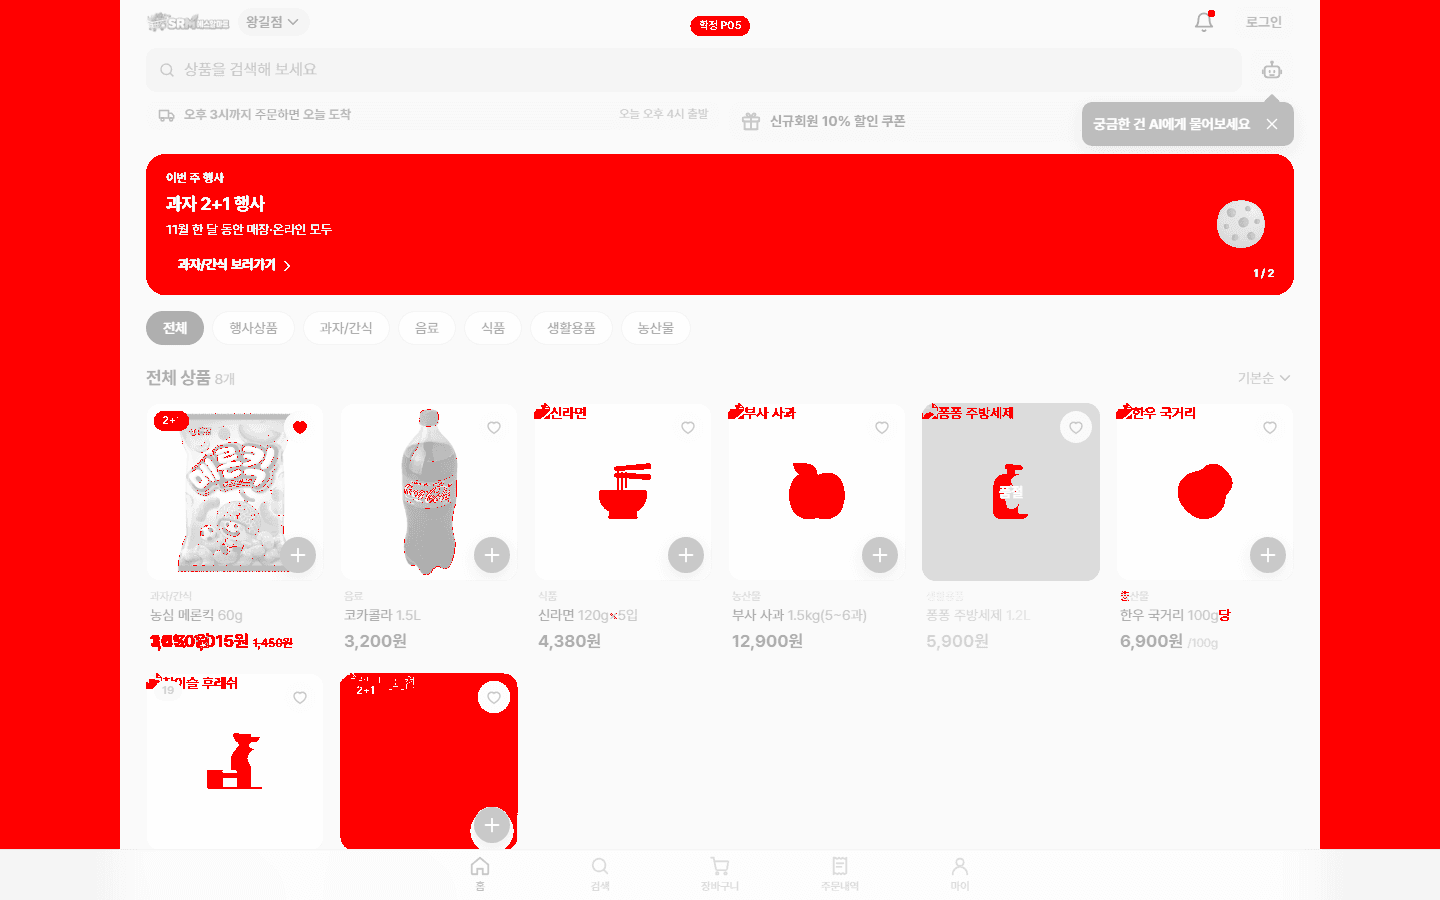 왕길점
확정 P05
로그인
상품을 검색해 보세요
오후 3시까지 주문하면 오늘 도착
오늘 오후 4시 출발
신규회원 10% 할인 쿠폰
궁금한 건 AI에게 물어보세요
이번 주 행사
과자 2+1 행사
11월 한 달 동안 매장·온라인 모두
과자/간식 보러가기
1 / 2
전체
행사상품
과자/간식
음료
식품
생활용품
농산물
전체 상품 8개
기본순
2+
메론킥
신라면
부사 사과
퐁퐁 주방세제
한우 국거리
과자/간식
음료
식품
농산물
생활용품
농심 메론킥 60g
코카콜라 1.5L
신라면 120g 5입
부사 사과 1.5kg(5~6과)
퐁퐁 주방세제 1.2L
한우 국거리 100g당
1,450원
3,200원
4,380원
12,900원
5,900원
6,900원 /100g
참이슬 후레쉬
19
2+1
홈
검색
장바구니
주문내역
마이